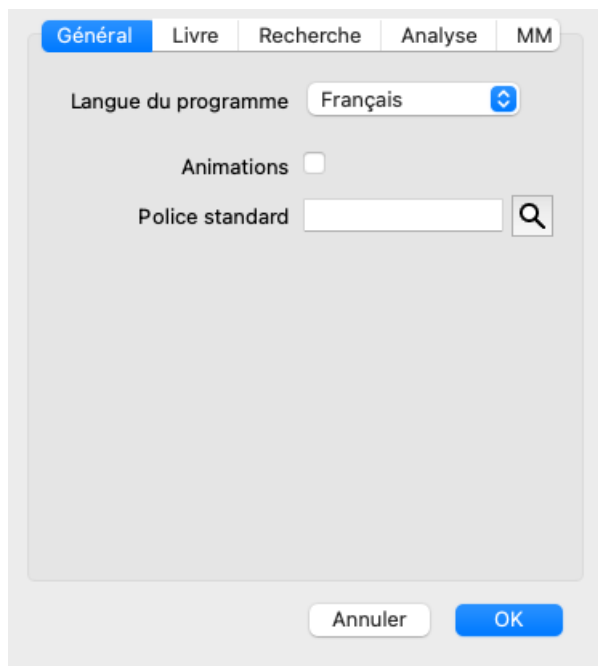 Général Livre Recherche Analyse MM
Langue du programme Français
Animations
Police standard
Annuler OK